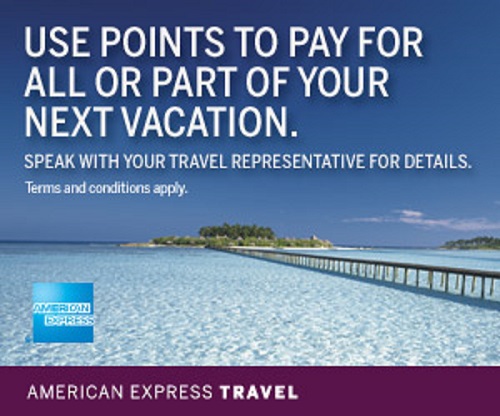 USE POINTS TO PAY FOR
ALL OR PART OF YOUR
NEXT VACATION.
SPEAK WITH YOUR TRAVEL REPRESENTATIVE FOR DETAILS.
Terms and conditions apply.
AMERICAN
EXPRESS
AMERICAN EXPRESS TRAVEL